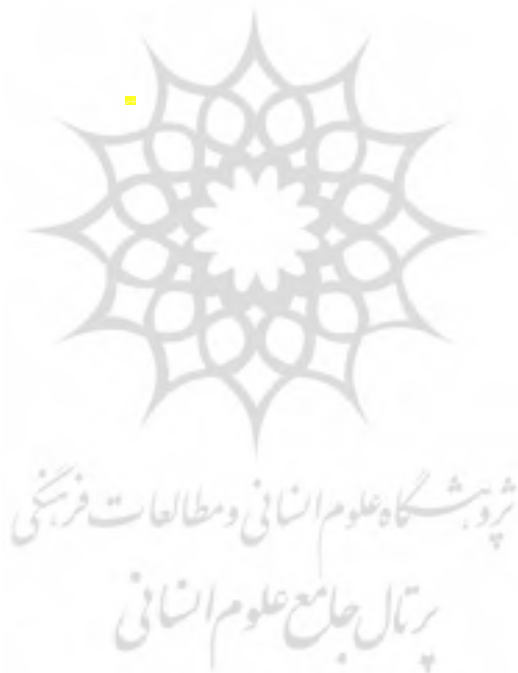 پژوهشگاه علوم انسانی و مطالعات فرهنگی
پرتال جامع علوم انسانی